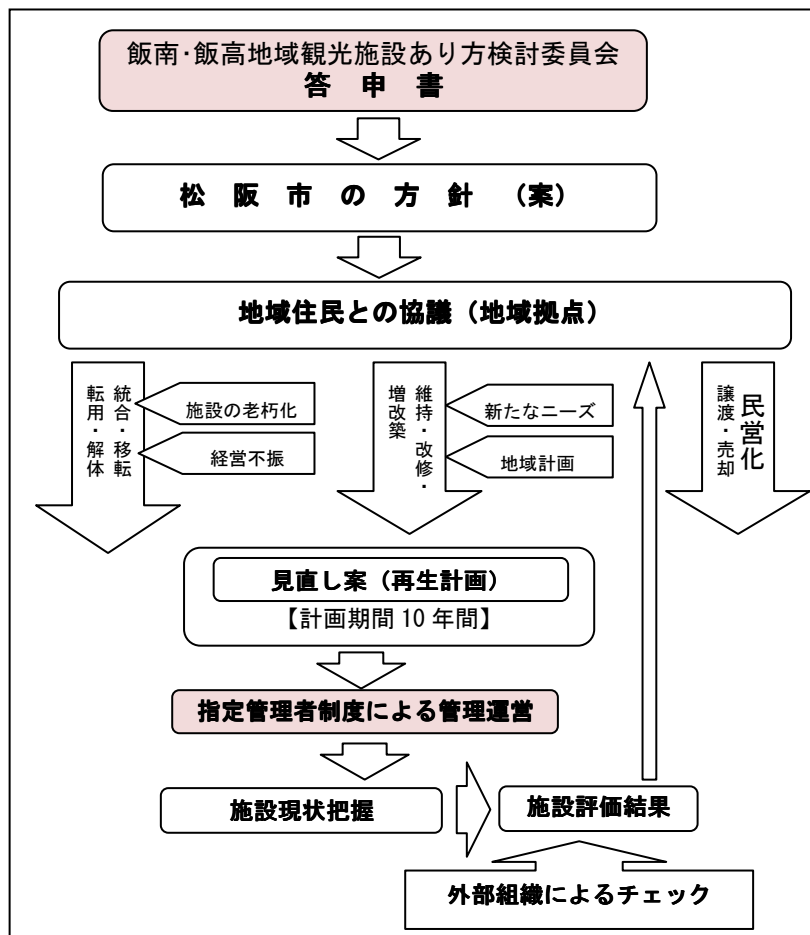 飯南・飯高地域観光施設あり方検討委員会
答 申 書
松 阪 市 の 方 針 （案）
地域住民との協議（地域拠点）
統合・移転
転用・解体
施設の老朽化
経営不振
維持・改修・
増改築
新たなニーズ
地域計画
民営化
譲渡・売却
見直し案（再生計画）
【計画期間 10 年間】
指定管理者制度による管理運営
施設現状把握
施設評価結果
外部組織によるチェック